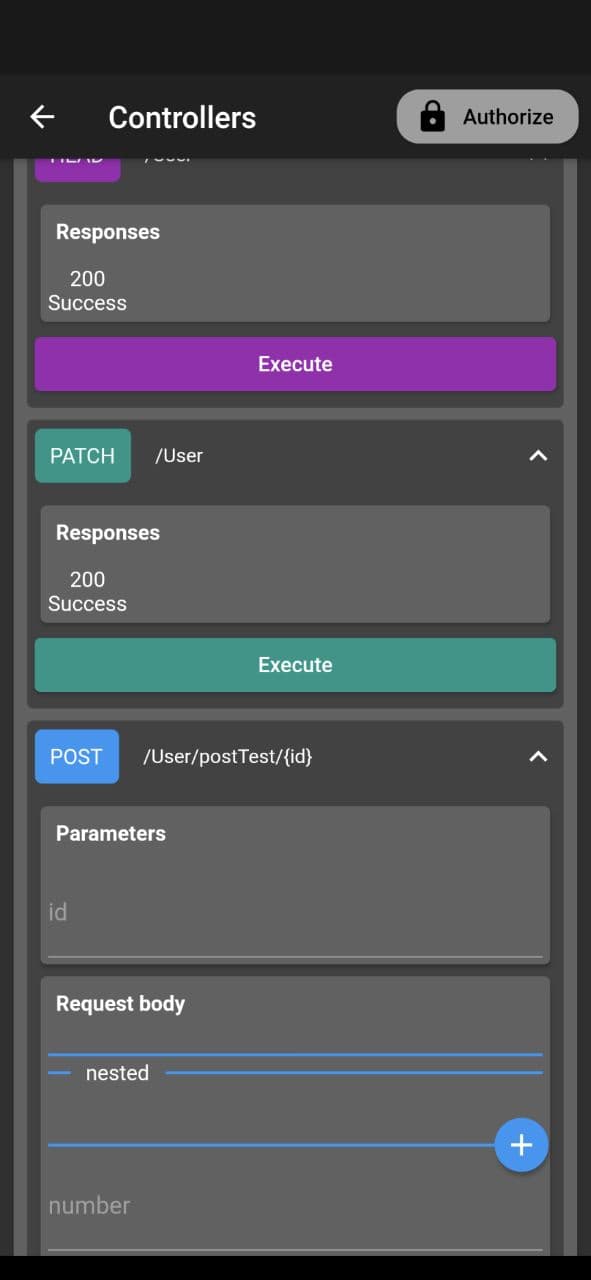 Controllers
Authorize
HEAD /User
Responses
200
Success
Execute
PATCH /User
Responses
200
Success
Execute
POST /User/postTest/{id}
Parameters
id
Request body
nested
number